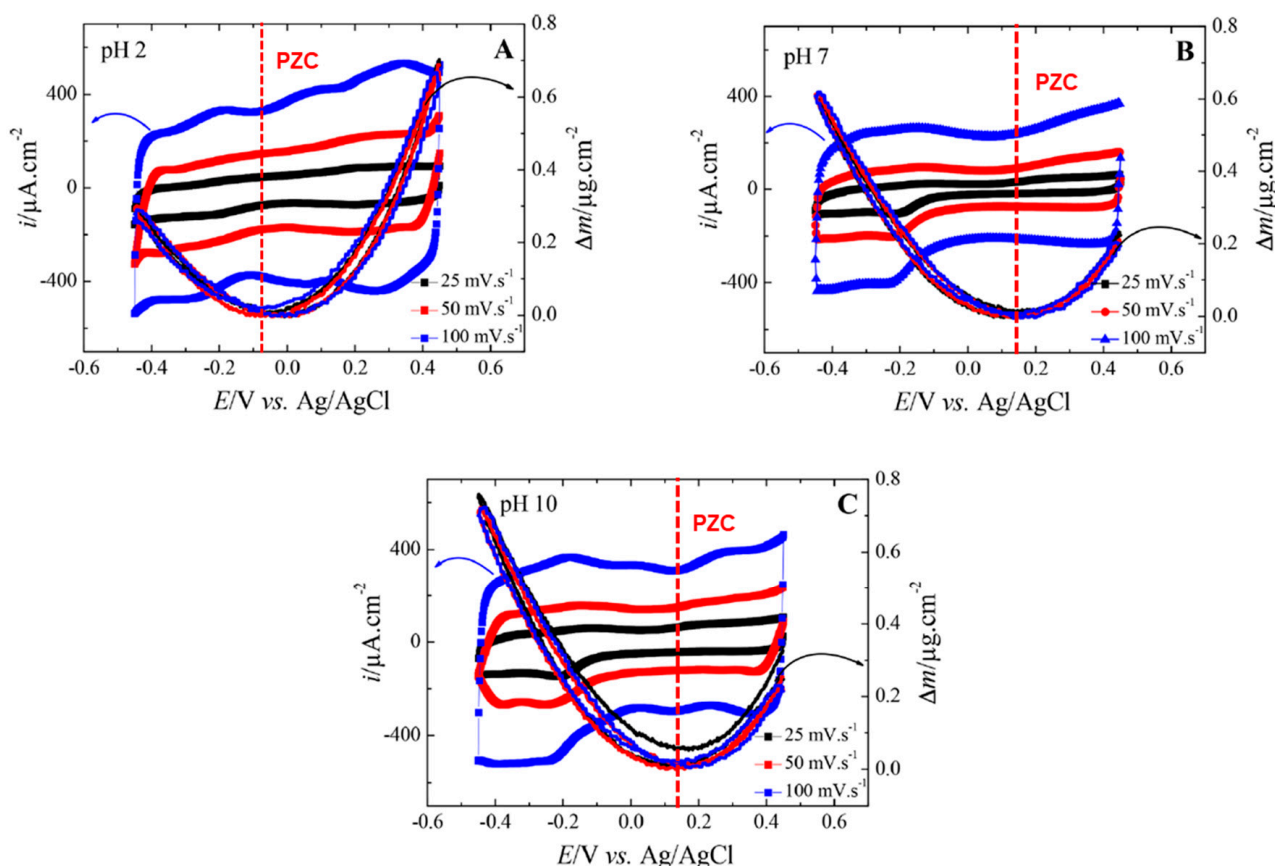 pH 2
PZC
A
400
0
-400
i/µA.cm⁻²
0.8
0.6
0.4
0.2
0.0
Δm/µg.cm⁻²
25 mV.s⁻¹
50 mV.s⁻¹
100 mV.s⁻¹
-0.6 -0.4 -0.2 0.0 0.2 0.4 0.6
E/V vs. Ag/AgCl
pH 7
PZC
B
400
0
-400
i/µA.cm⁻²
0.8
0.6
0.4
0.2
0.0
Δm/µg.cm⁻²
25 mV.s⁻¹
50 mV.s⁻¹
100 mV.s⁻¹
-0.6 -0.4 -0.2 0.0 0.2 0.4 0.6
E/V vs. Ag/AgCl
pH 10
PZC
C
400
0
-400
i/µA.cm⁻²
0.8
0.6
0.4
0.2
0.0
Δm/µg.cm⁻²
25 mV.s⁻¹
50 mV.s⁻¹
100 mV.s⁻¹
-0.6 -0.4 -0.2 0.0 0.2 0.4 0.6
E/V vs. Ag/AgCl